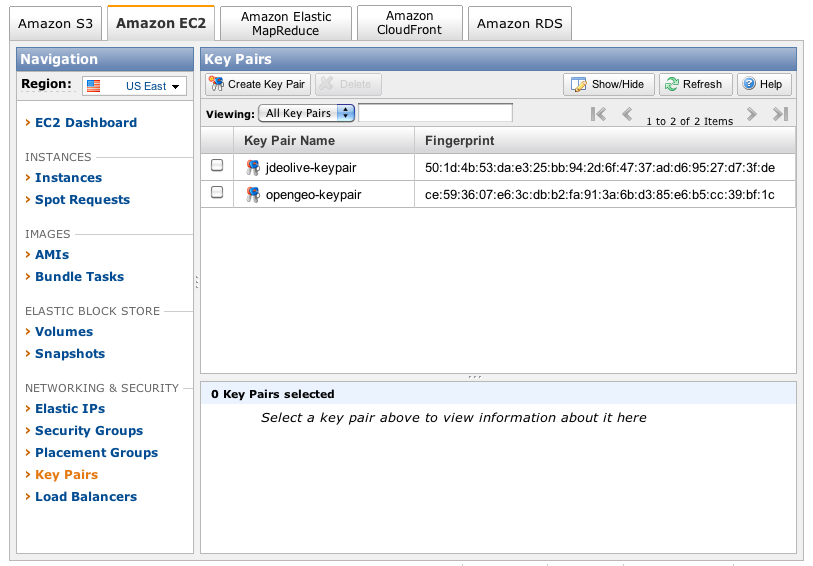 Amazon S3
Amazon EC2
Amazon Elastic
MapReduce
Amazon
CloudFront
Amazon RDS
Navigation
Region:
US East
EC2 Dashboard
INSTANCES
Instances
Spot Requests
IMAGES
AMIs
Bundle Tasks
ELASTIC BLOCK STORE
Volumes
Snapshots
NETWORKING & SECURITY
Elastic IPs
Security Groups
Placement Groups
Key Pairs
Load Balancers
Key Pairs
Create Key Pair
Delete
Show/Hide
Refresh
Help
Viewing: All Key Pairs
1 to 2 of 2 Items
Key Pair Name Fingerprint
jdeolive-keypair 50:1d:4b:53:da:e3:25:bb:94:2d:6f:47:37:ad:d6:95:27:d7:3f:de
opengeo-keypair ce:59:36:07:e6:3c:db:b2:fa:91:3a:6b:d3:85:e6:b5:cc:39:bf:1c
0 Key Pairs selected
Select a key pair above to view information about it here